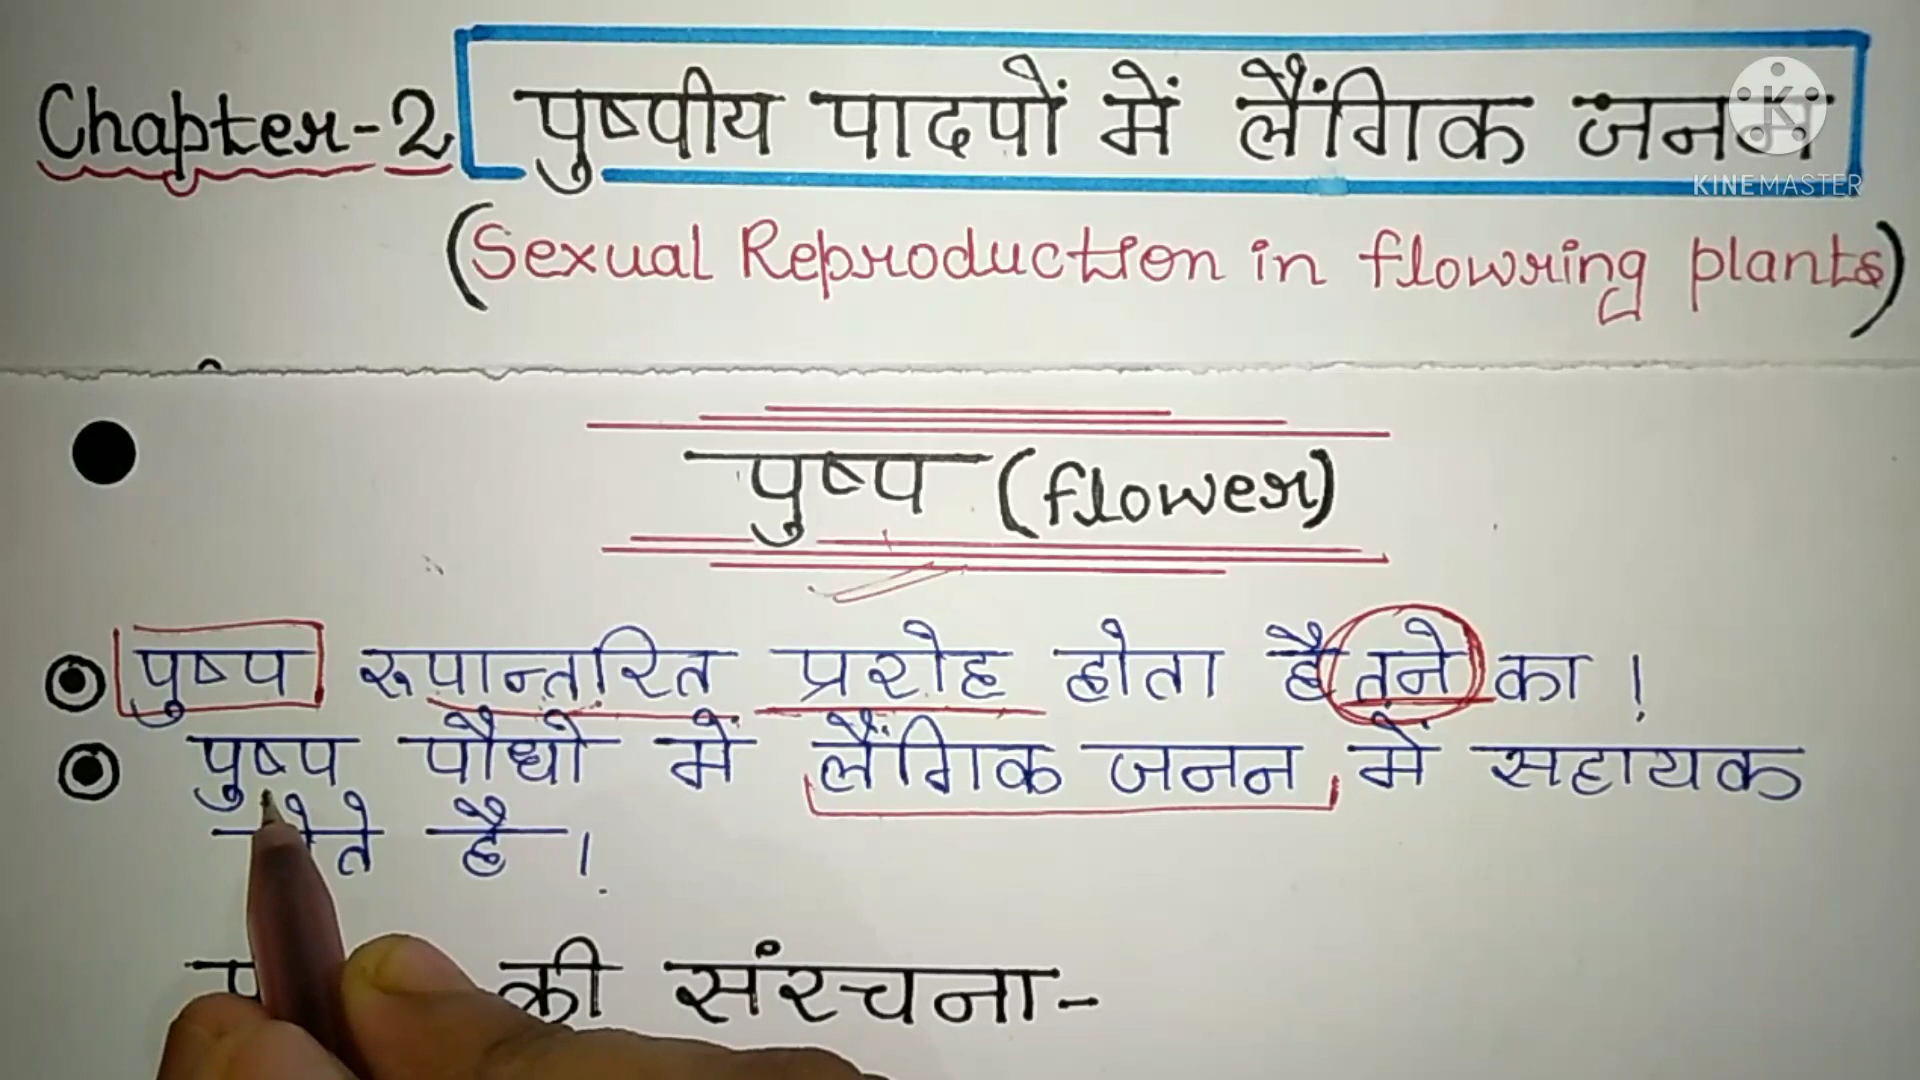 Chapter-2 पुष्पीय पादपों में लैंगिक जनन
KINEMASTER
(Sexual Reproduction in flowring plants)
पुष्प (flower)
पुष्प रूपान्तरित प्ररोह होता है तने का।
पुष्प पौधों में लैंगिक जनन में सहायक
है।
की संरचना-